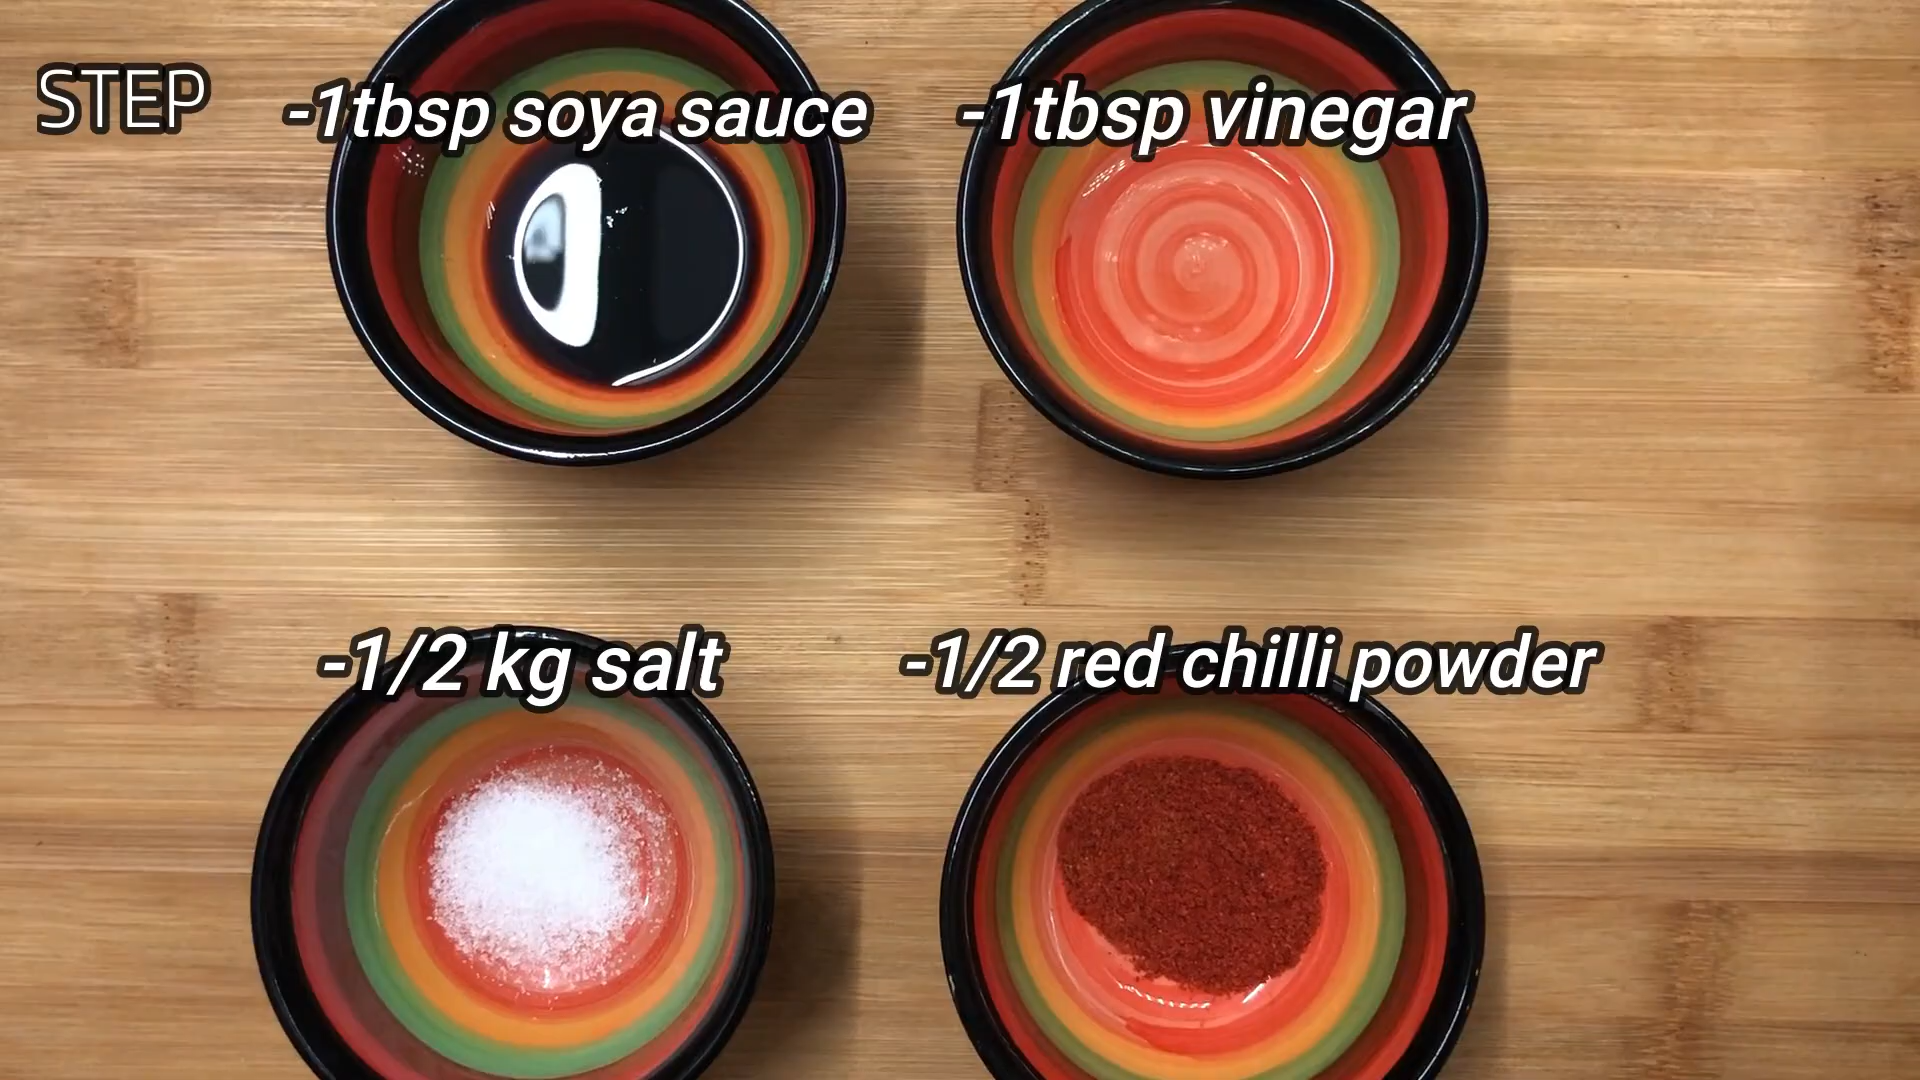 STEP
-1tbsp soya sauce
-1tbsp vinegar
-1/2 kg salt
-1/2 red chilli powder